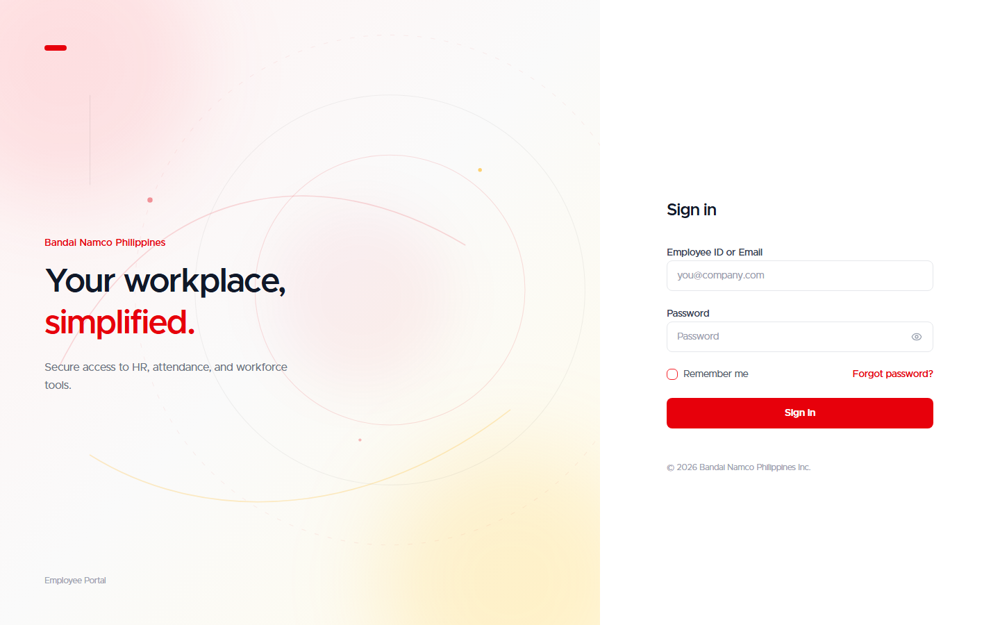 Bandai Namco Philippines
Your workplace,
simplified.
Secure access to HR, attendance, and workforce
tools.
Employee Portal
Sign in
Employee ID or Email
you@company.com
Password
Password
Remember me
Forgot password?
Sign in
© 2026 Bandai Namco Philippines Inc.